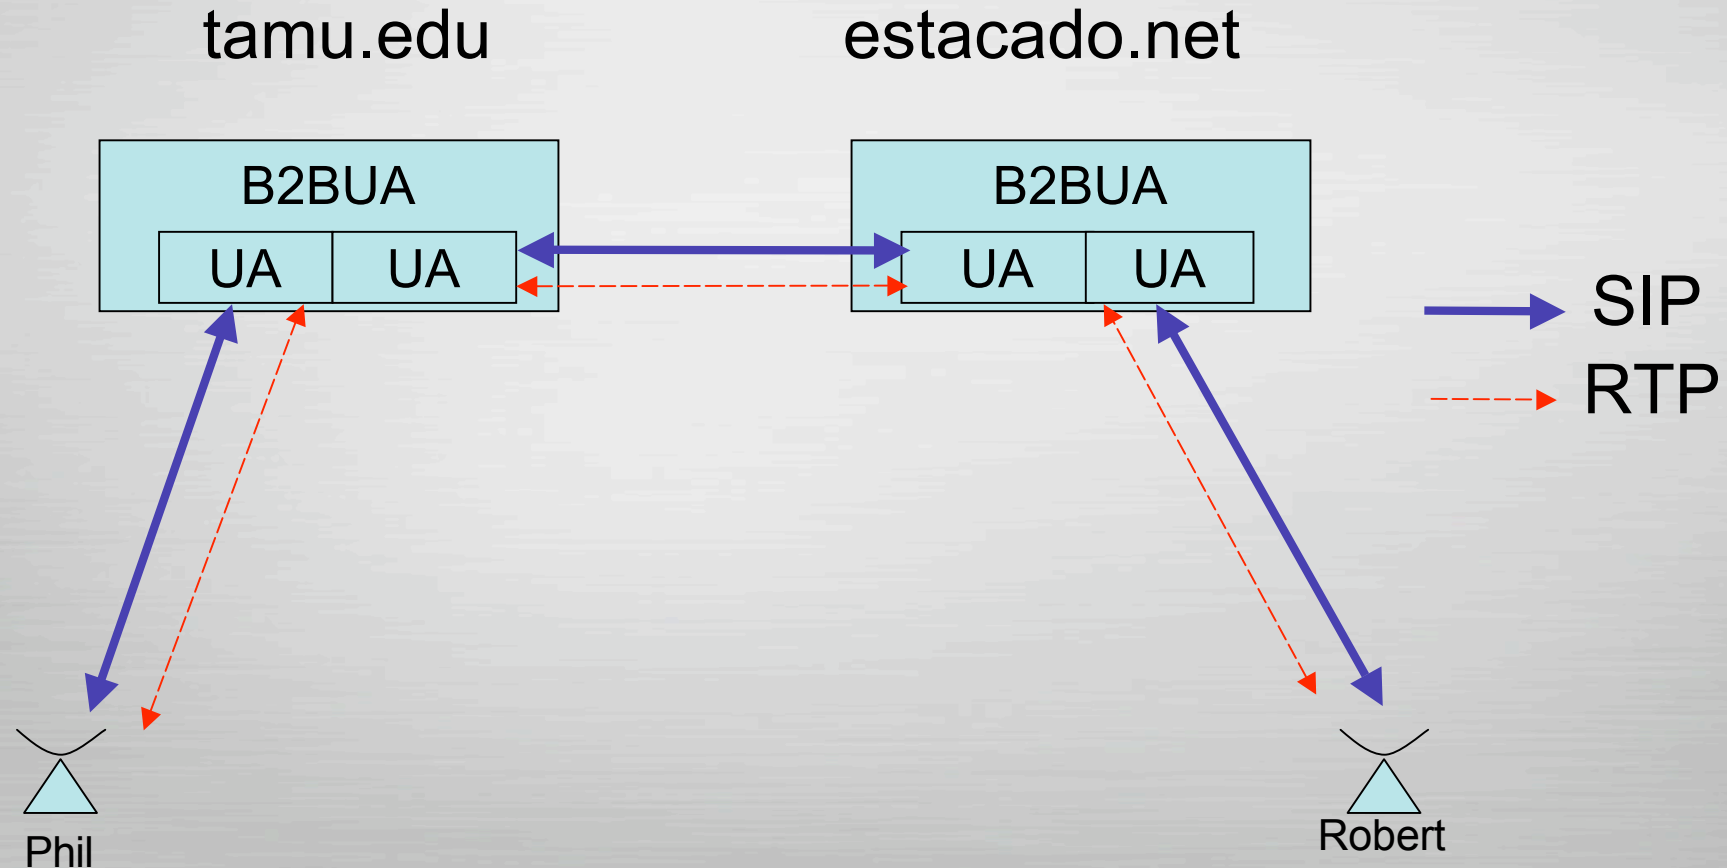 tamu.edu
estacado.net
B2BUA
B2BUA
UA UA
UA UA
SIP
RTP
Phil
Robert